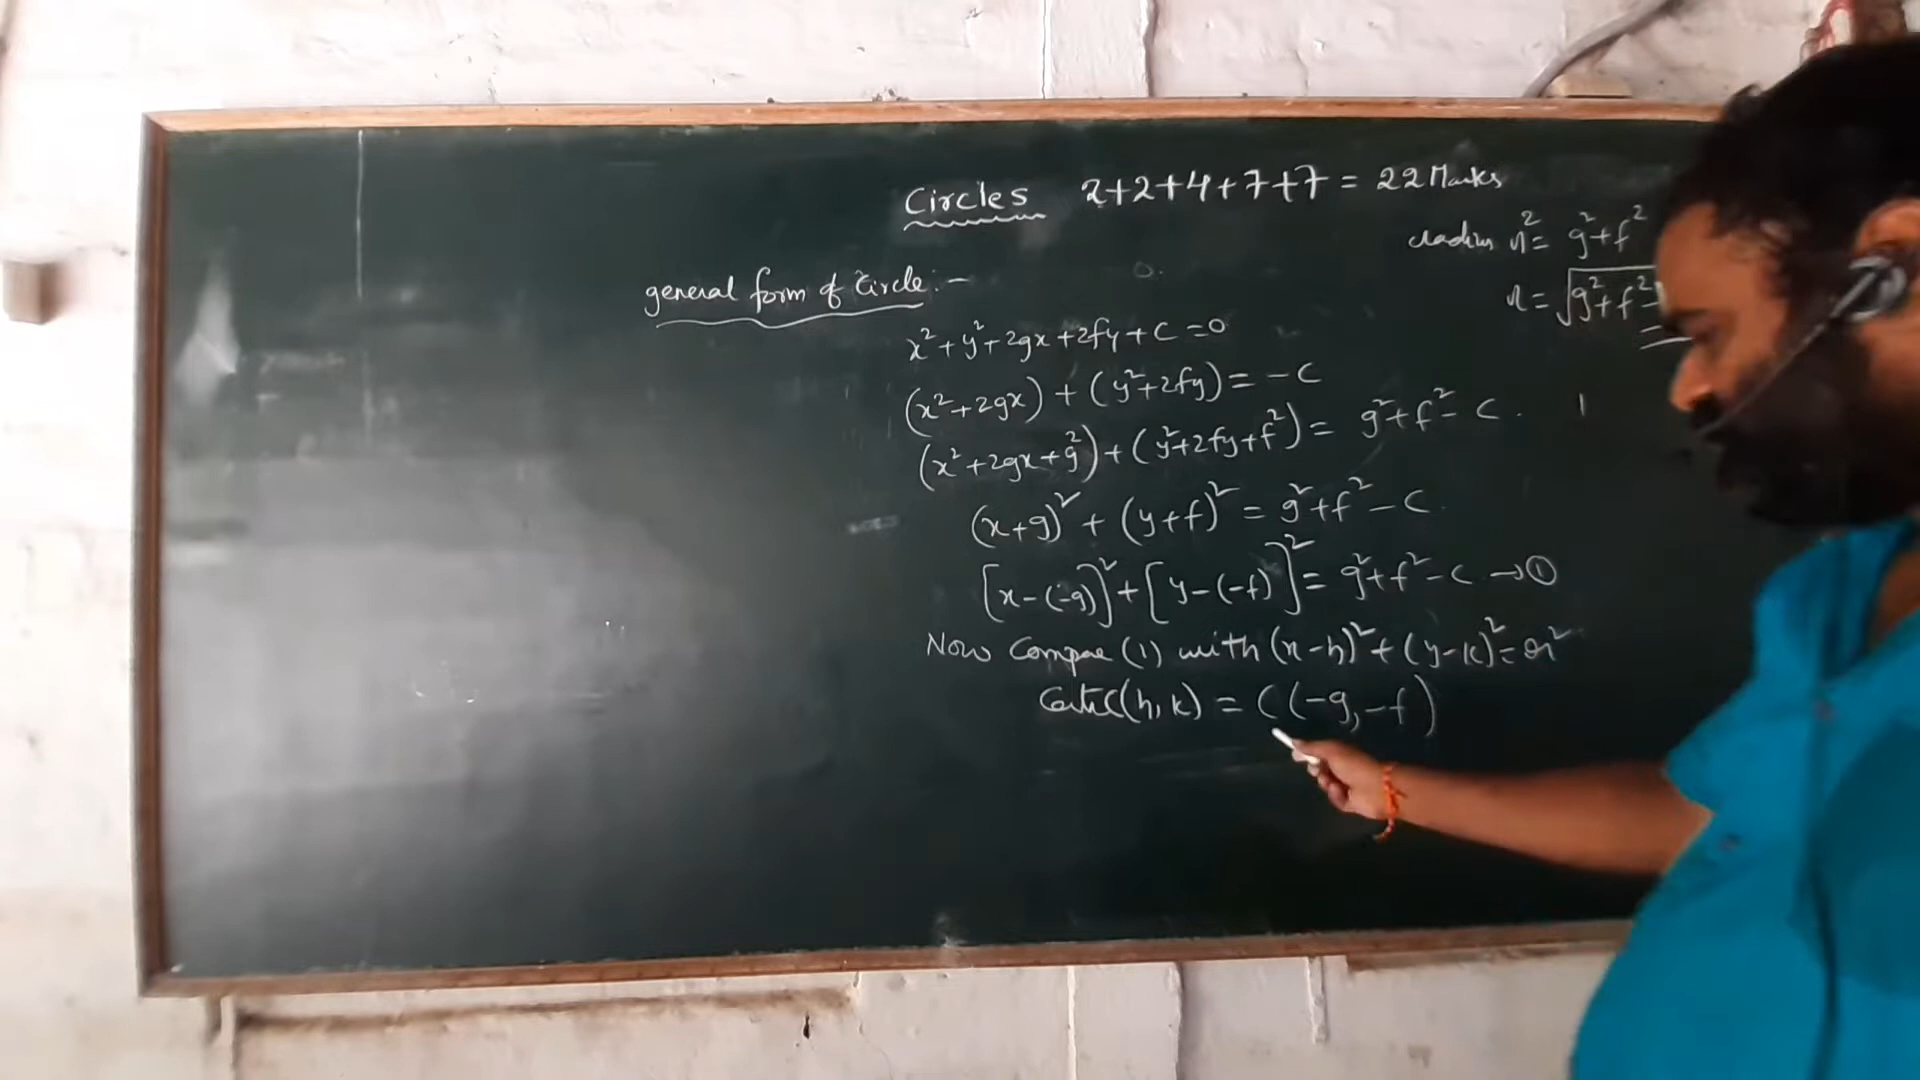 Circles 2+2+4+7+7 = 22 Marks
general form of Circle :-
x²+y²+2gx+2fy+c=0
(x²+2gx)+(y²+2fy)=-c
(x²+2gx+g²)+(y²+2fy+f²)= g²+f²-c.
(x+g)²+(y+f)²=g²+f²-c.
[x-(-g)]²+[y-(-f)]²=g²+f²-c→①
Now Compae (1) with (x-h)²+(y-k)²=r²
(h,k) = C(-g,-f)
radius r²= g²+f²
r=√g²+f²-